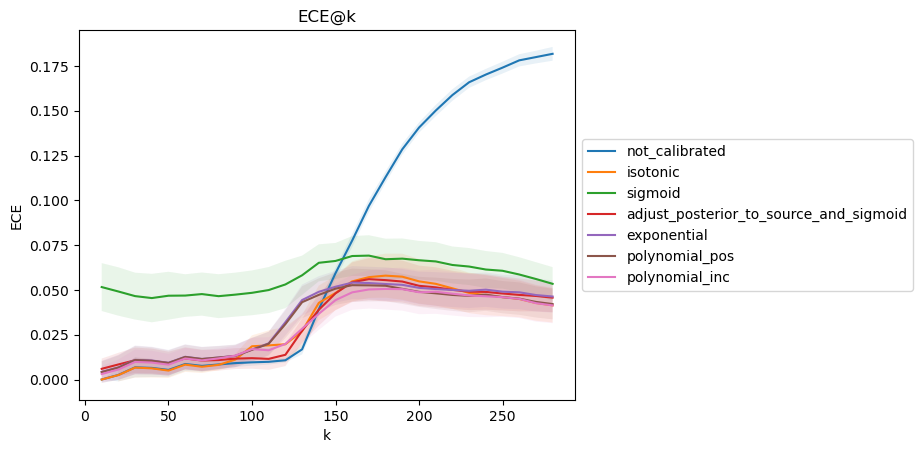 ECE@k
0.175
0.150
0.125
0.100
0.075
0.050
0.025
0.000
ECE
0
50
100
150
200
250
k
not_calibrated
isotonic
sigmoid
adjust_posterior_to_source_and_sigmoid
exponential
polynomial_pos
polynomial_inc